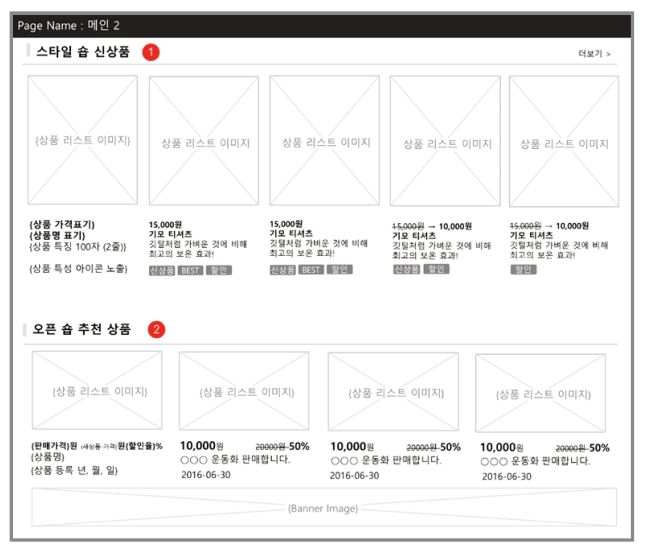 Page Name : 메인 2
스타일 숍 신상품 1
더보기 >
{상품 리스트 이미지}
상품 리스트 이미지
상품 리스트 이미지
상품 리스트 이미지
상품 리스트 이미지
{상품 가격표기}
{상품명 표기}
{상품 특징 100자 (2줄)}
{상품 특성 아이콘 노출}
15,000원
기모 티셔츠
깃털처럼 가벼운 것에 비해
최고의 보온 효과!
신상품 BEST 할인
15,000원
기모 티셔츠
깃털처럼 가벼운 것에 비해
최고의 보온 효과!
신상품 BEST 할인
15,000원 → 10,000원
기모 티셔츠
깃털처럼 가벼운 것에 비해
최고의 보온 효과!
신상품 할인
15,000원 → 10,000원
기모 티셔츠
깃털처럼 가벼운 것에 비해
최고의 보온 효과!
할인
오픈 숍 추천 상품 2
{상품 리스트 이미지}
{상품 리스트 이미지}
{상품 리스트 이미지}
{상품 리스트 이미지}
{판매가격}원 {새상품 가격}원{할인율}%
{상품명}
{상품 등록 년, 월, 일}
10,000원 20000원 50%
○○○ 운동화 판매합니다.
2016-06-30
10,000원 20000원 50%
○○○ 운동화 판매합니다.
2016-06-30
10,000원 20000원 50%
○○○ 운동화 판매합니다.
2016-06-30
{Banner Image}